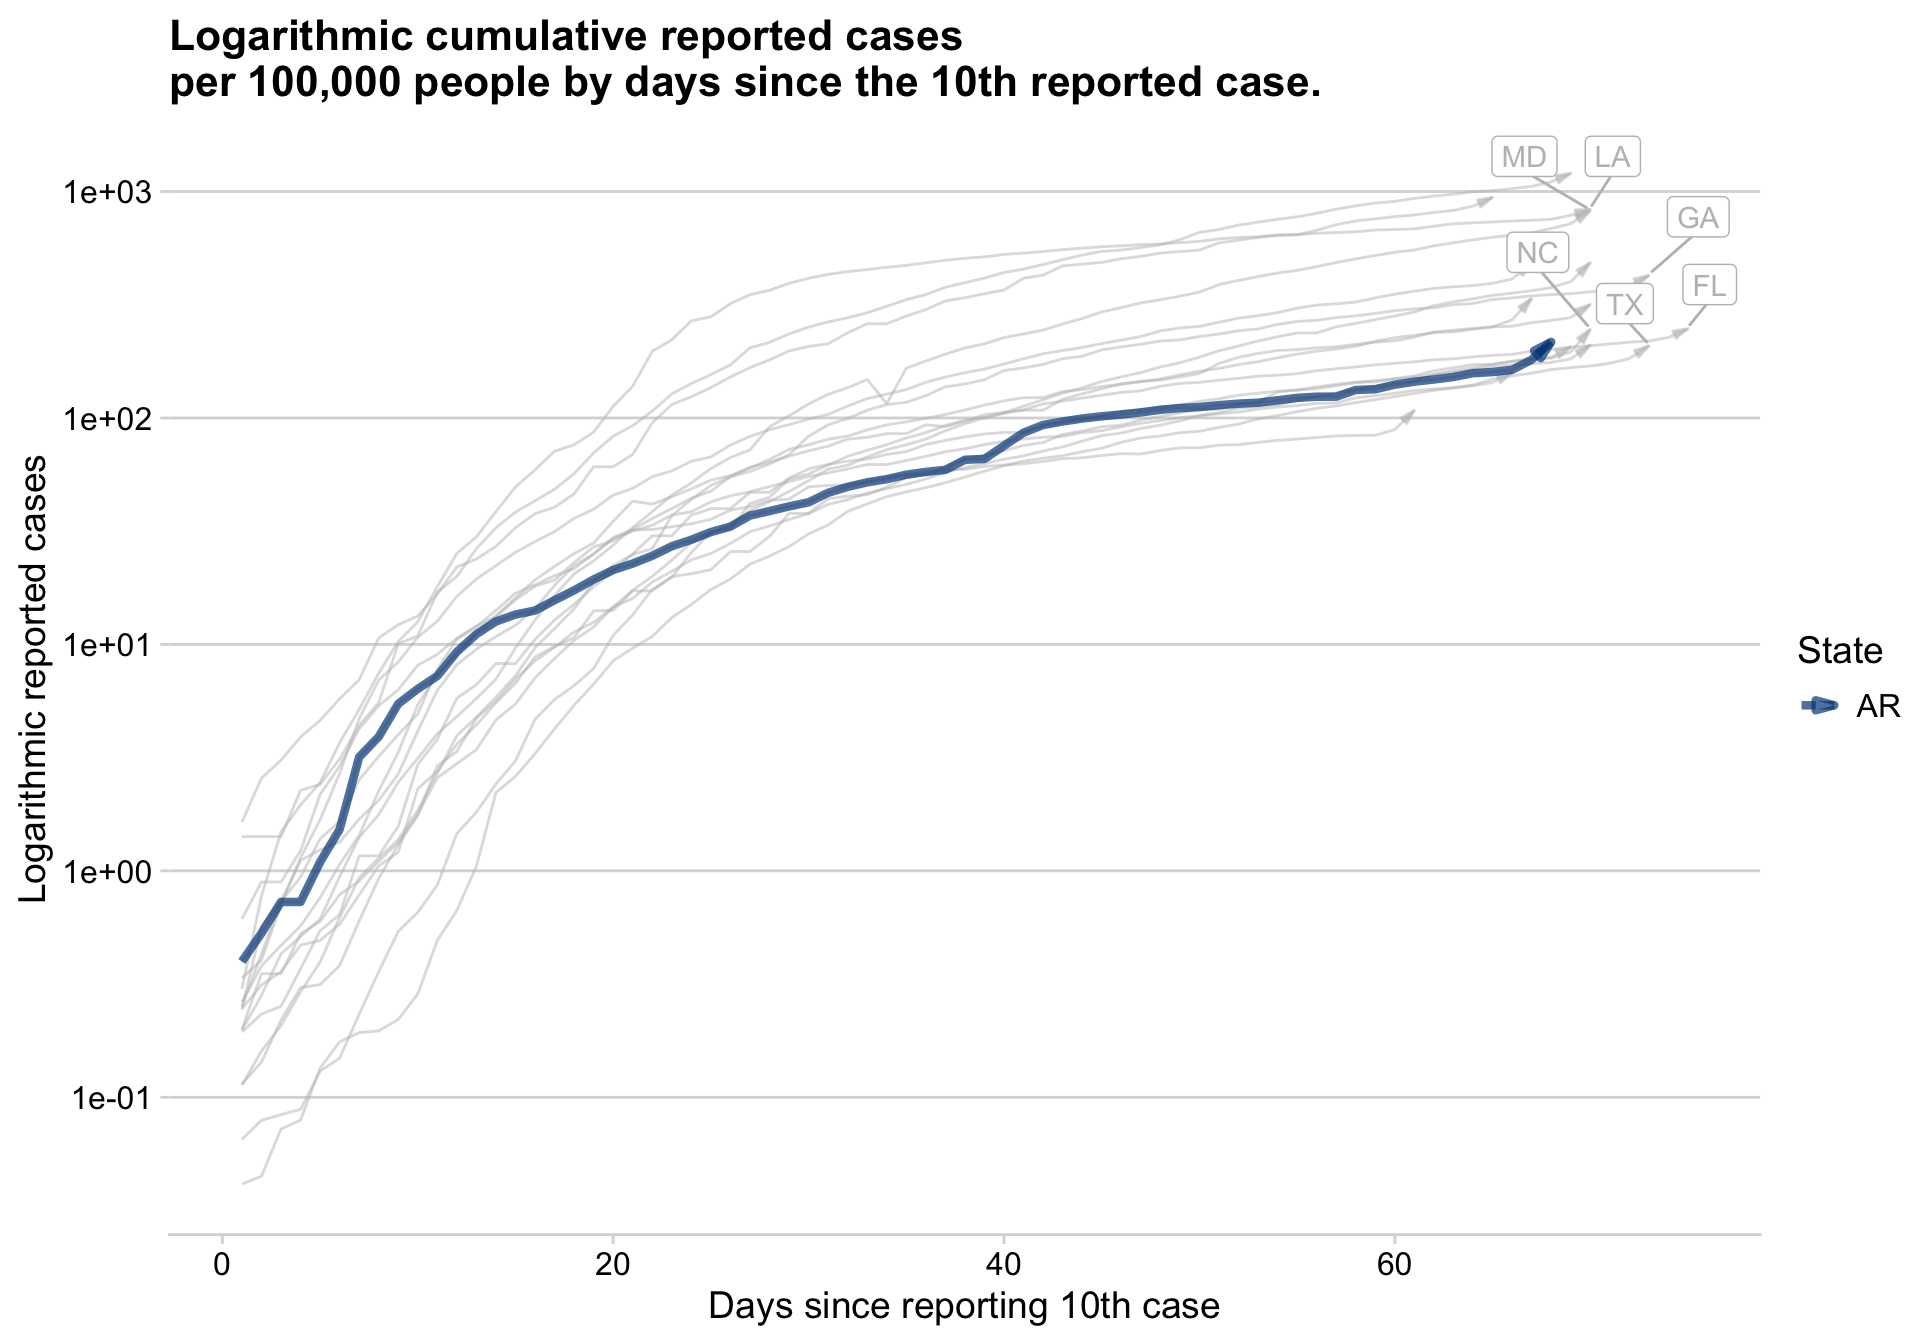 Logarithmic cumulative reported cases
per 100,000 people by days since the 10th reported case.
Logarithmic reported cases
1e+03
1e+02
1e+01
1e+00
1e-01
MD
LA
GA
NC
FL
TX
State
AR
0
20
40
60
Days since reporting 10th case